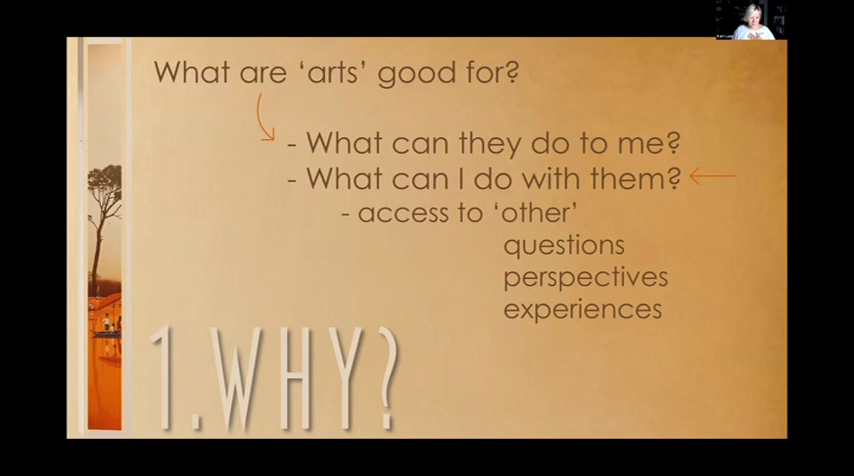 What are ‘arts’ good for?
- What can they do to me?
- What can I do with them?
- access to ‘other’
questions
perspectives
experiences
1.WHY?